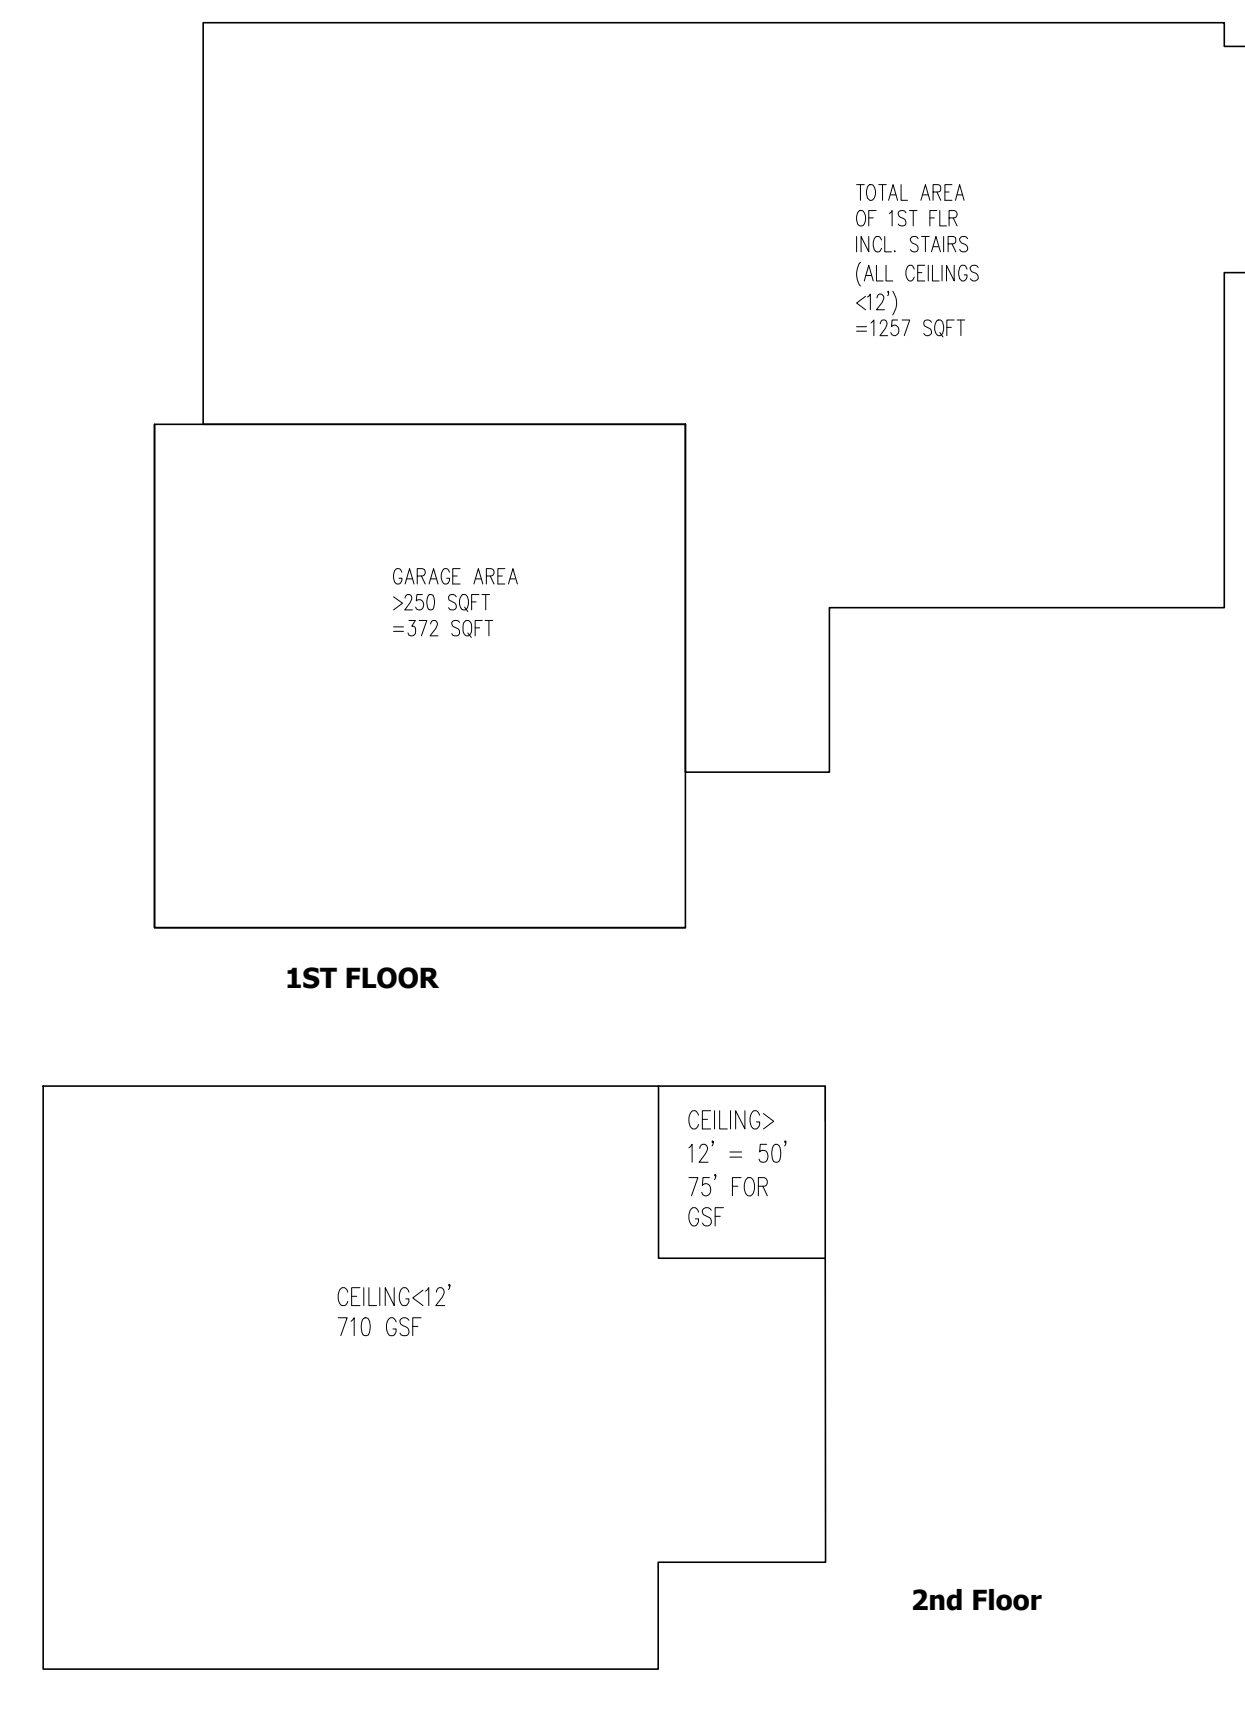 TOTAL AREA
OF 1ST FLR
INCL. STAIRS
(ALL CEILINGS
<12')
=1257 SQFT
GARAGE AREA
>250 SQFT
=372 SQFT
1ST FLOOR
CEILING>
12' = 50'
75' FOR
GSF
CEILING<12'
710 GSF
2nd Floor